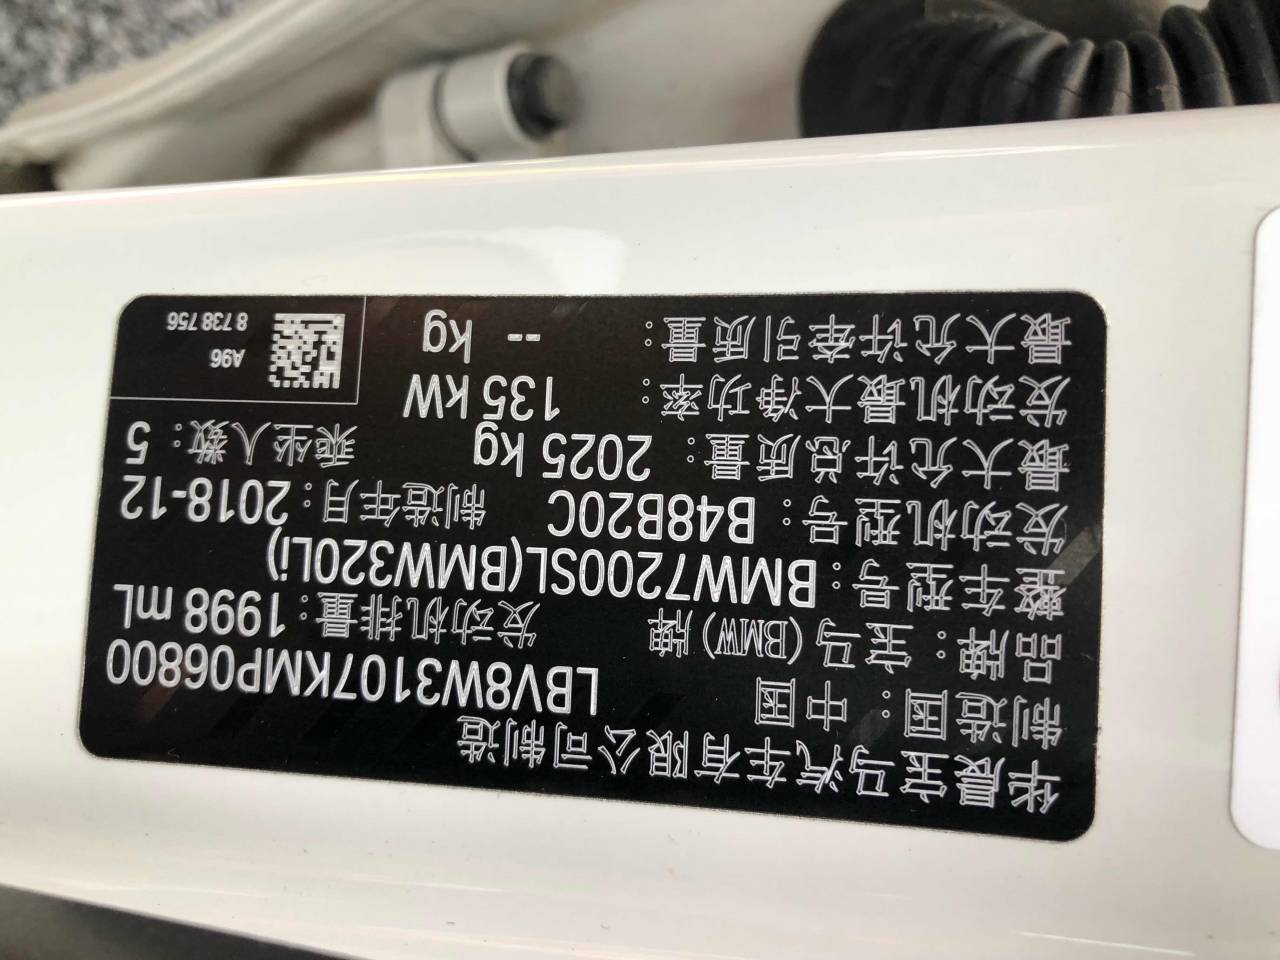 华晨宝马汽车有限公司制造
制造国：中国 LBV8W3107KMP06800
品牌：宝马(BMW)牌 发动机排量：1998 mL
整车型号：BMW7200SL(BMW320Li)
发动机型号：B48B20C 制造年月：2018-12
最大允许总质量：2025 kg 乘坐人数：5
发动机最大净功率：135 kW
最大允许牵引质量：-- kg
A96
8 738 756